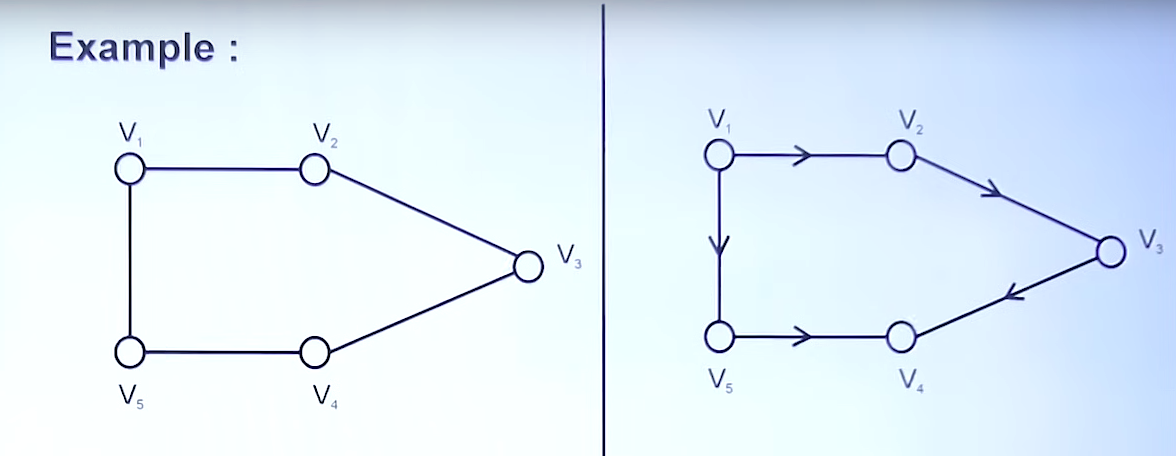 Example :
V₁ V₂
V₃
V₅ V₄
V₁ V₂
V₃
V₅ V₄